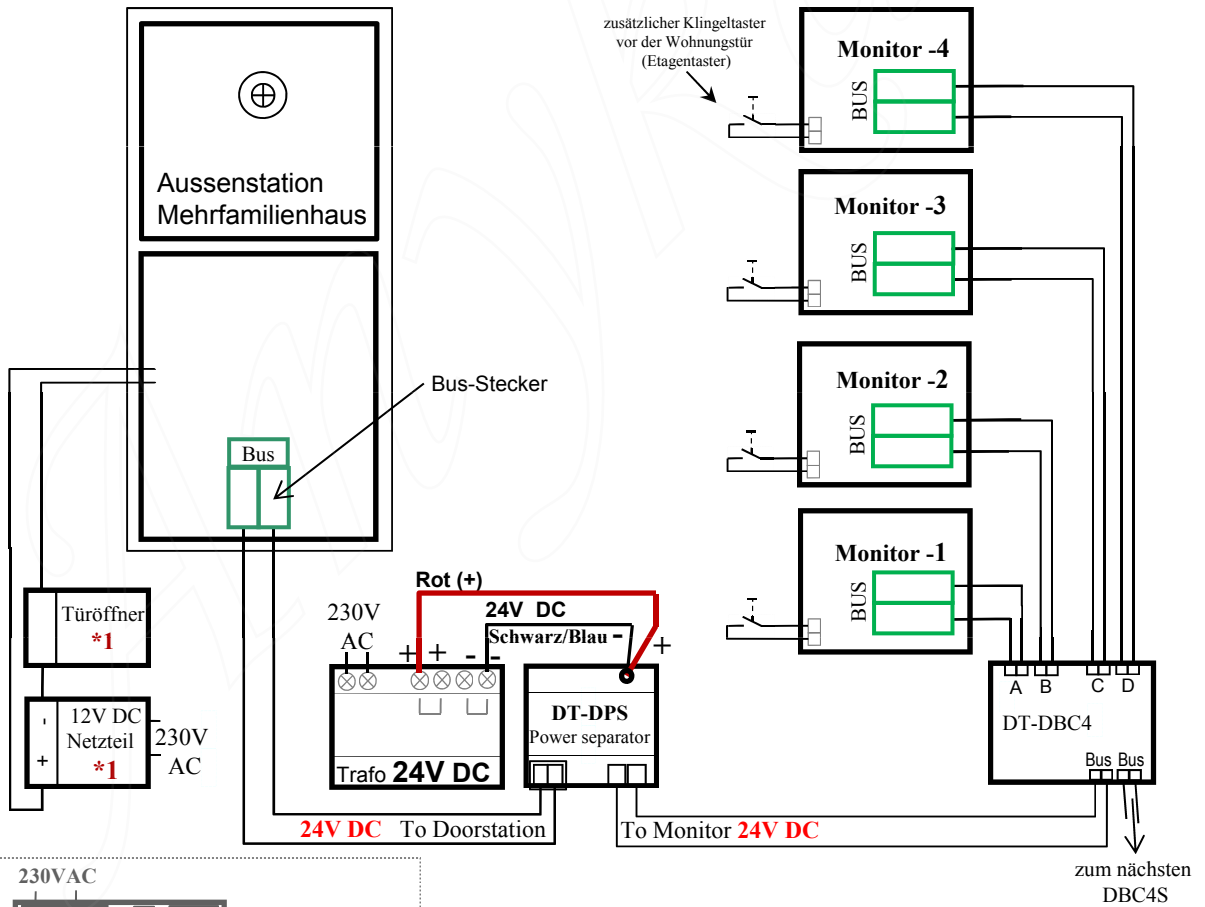 zusätzlicher Klingeltaster
vor der Wohnungstür
(Etagentaster)
Monitor -4
BUS
Aussenstation
Mehrfamilienhaus
Monitor -3
BUS
Monitor -2
BUS
Bus-Stecker
Bus
Monitor -1
BUS
Rot (+)
230V
AC
24V DC
Schwarz/Blau -
+
+ + - -
Türöffner
*1
12V DC
Netzteil
*1
-
+
230V
AC
Trafo 24V DC
DT-DPS
Power separator
A B C D
DT-DBC4
Bus Bus
24V DC To Doorstation
To Monitor 24V DC
zum nächsten
DBC4S
230VAC